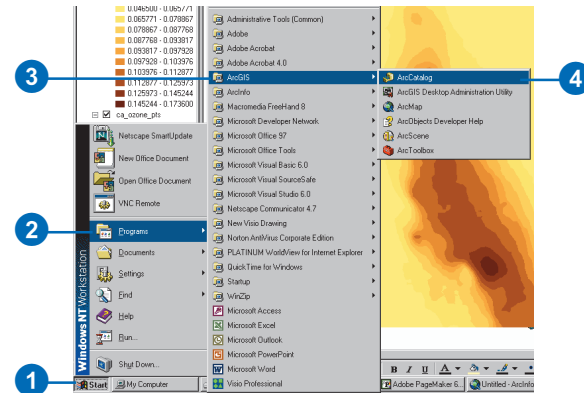 0.046500 - 0.065771
0.065771 - 0.078867
0.078867 - 0.087768
0.087768 - 0.093817
0.093817 - 0.097928
0.097928 - 0.103976
0.103976 - 0.112877
0.112877 - 0.125973
0.125973 - 0.145244
0.145244 - 0.173600
ca_ozone_pts
Netscape SmartUpdate
New Office Document
Open Office Document
VNC Remote
2
Programs
Documents
Settings
Find
Help
Run...
Shut Down...
Windows NT Workstation
1
Start
My Computer
Administrative Tools (Common)
Adobe
Adobe Acrobat
Adobe Acrobat 4.0
3
ArcGIS
ArcInfo
Macromedia FreeHand 8
Microsoft Developer Network
Microsoft Office 97
Microsoft Office Tools
Microsoft Visual Basic 6.0
Microsoft Visual SourceSafe
Microsoft Visual Studio 6.0
Netscape Communicator 4.7
New Visio Drawing
Norton AntiVirus Corporate Edition
PLATINUM WorldView for Internet Explorer
QuickTime for Windows
Startup
WinZip
Microsoft Access
Microsoft Excel
Microsoft Outlook
Microsoft PowerPoint
Microsoft Word
Visio Professional
ArcCatalog
4
ArcGIS Desktop Administration Utility
ArcMap
ArcObjects Developer Help
ArcScene
ArcToolbox
B I U A
Adobe PageMaker 6...
Untitled - ArcInfo